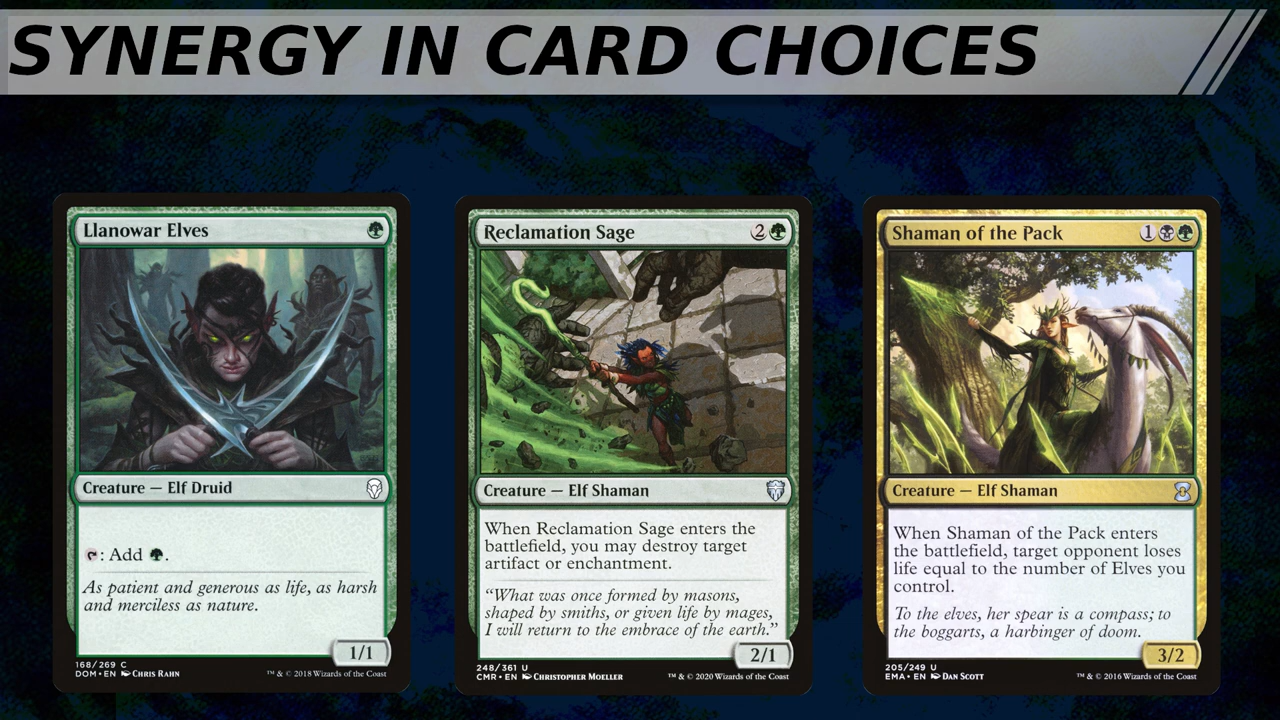 SYNERGY IN CARD CHOICES
Llanowar Elves
Creature — Elf Druid
: Add .
As patient and generous as life, as harsh
and merciless as nature.
1/1
168/269 C
DOM • EN Chris Rahn
™ & © 2018 Wizards of the Coast
Reclamation Sage 2
Creature — Elf Shaman
When Reclamation Sage enters the
battlefield, you may destroy target
artifact or enchantment.
“What was once formed by masons,
shaped by smiths, or given life by mages,
I will return to the embrace of the earth.”
2/1
248/361 U
CMR • EN Christopher Moeller
™ & © 2020 Wizards of the Coast
Shaman of the Pack 1
Creature — Elf Shaman
When Shaman of the Pack enters
the battlefield, target opponent loses
life equal to the number of Elves you
control.
To the elves, her spear is a compass; to
the boggarts, a harbinger of doom.
3/2
205/249 U
EMA • EN Dan Scott
™ & © 2016 Wizards of the Coast